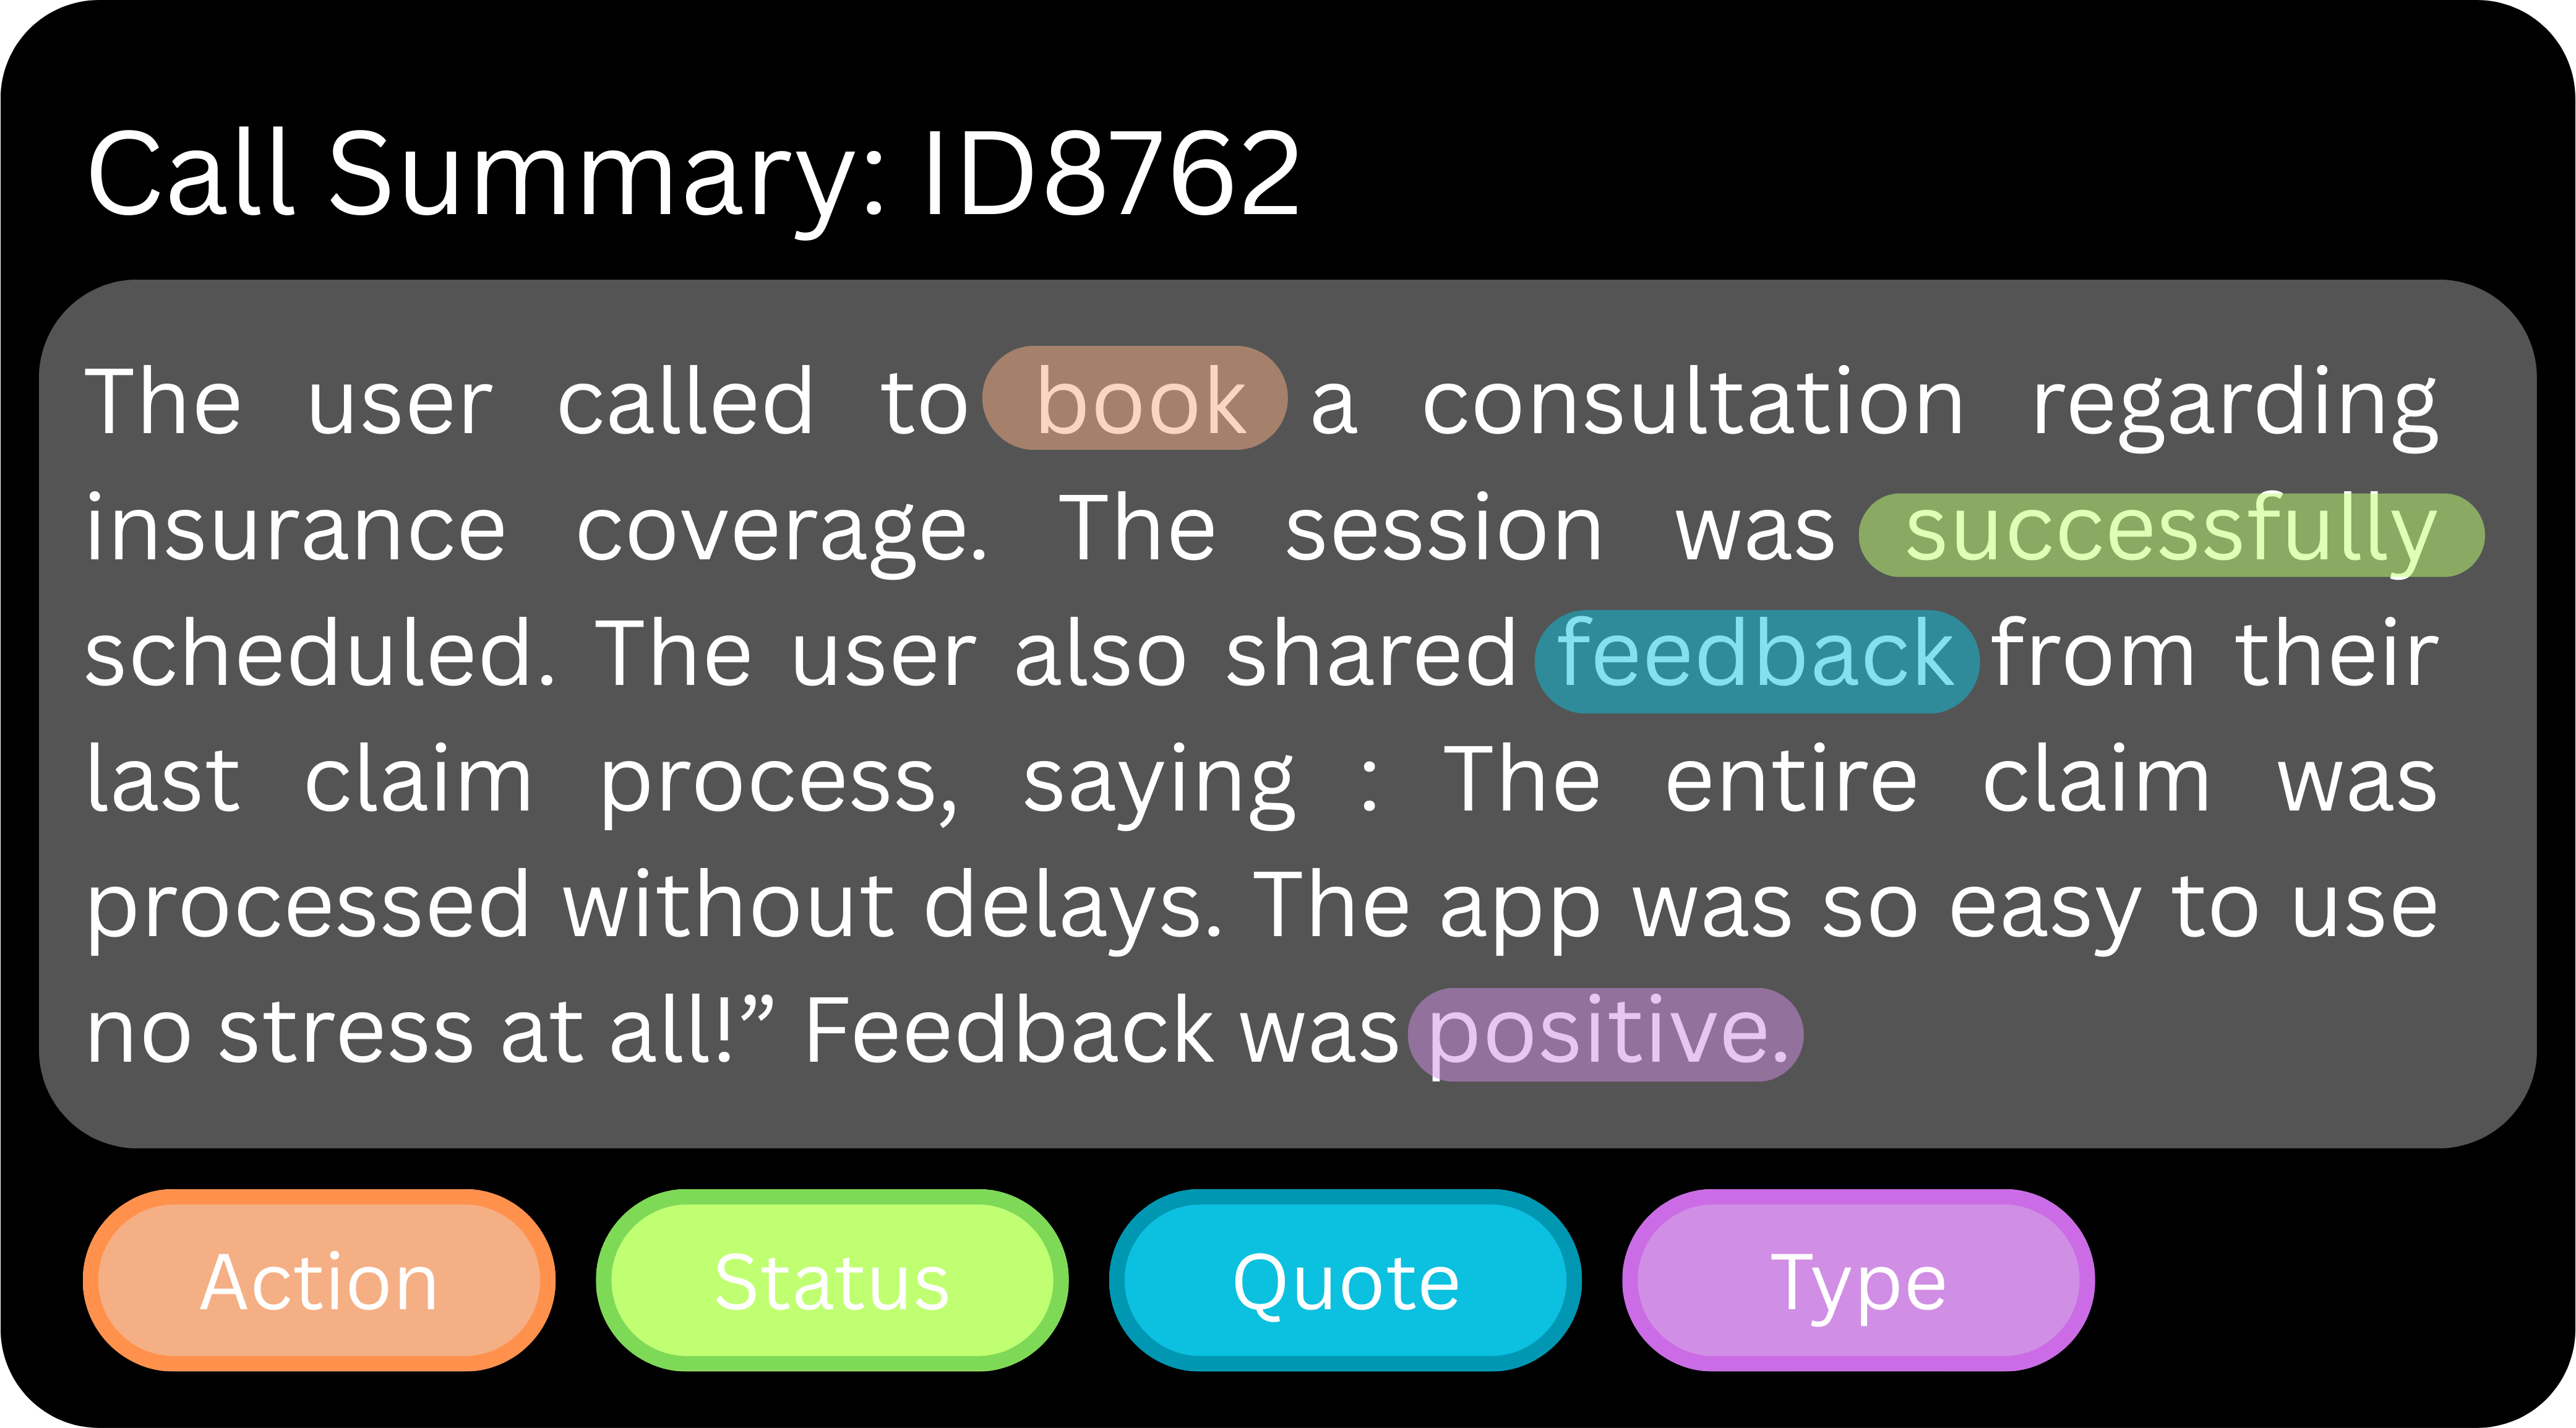 Call Summary: ID8762
The user called to book a consultation regarding
insurance coverage. The session was successfully
scheduled. The user also shared feedback from their
last claim process, saying : The entire claim was
processed without delays. The app was so easy to use
no stress at all!” Feedback was positive.
Action
Status
Quote
Type